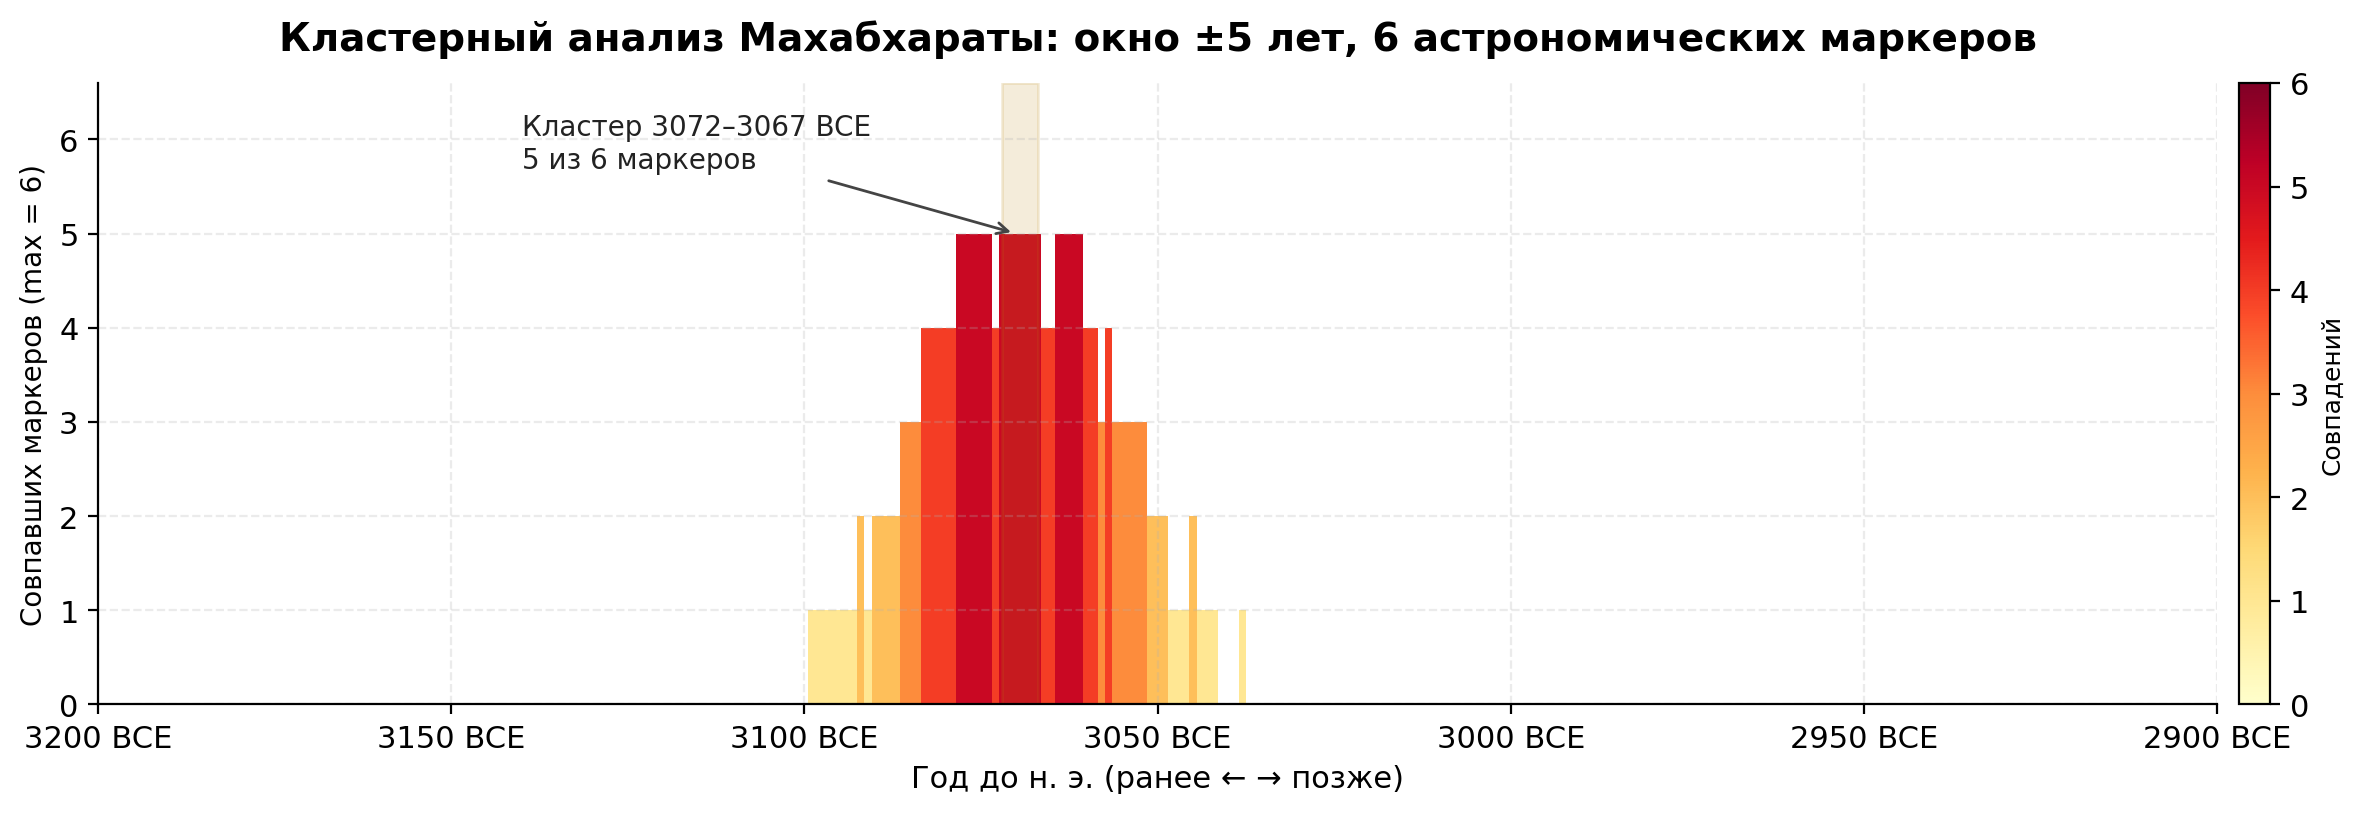 Кластерный анализ Махабхараты: окно ±5 лет, 6 астрономических маркеров
Кластер 3072–3067 BCE
5 из 6 маркеров
Совпавших маркеров (max = 6)
6
5
4
3
2
1
0
3200 BCE 3150 BCE 3100 BCE 3050 BCE 3000 BCE 2950 BCE 2900 BCE
Год до н. э. (ранее ← → позже)
6
5
4
3
2
1
0
Совпадений